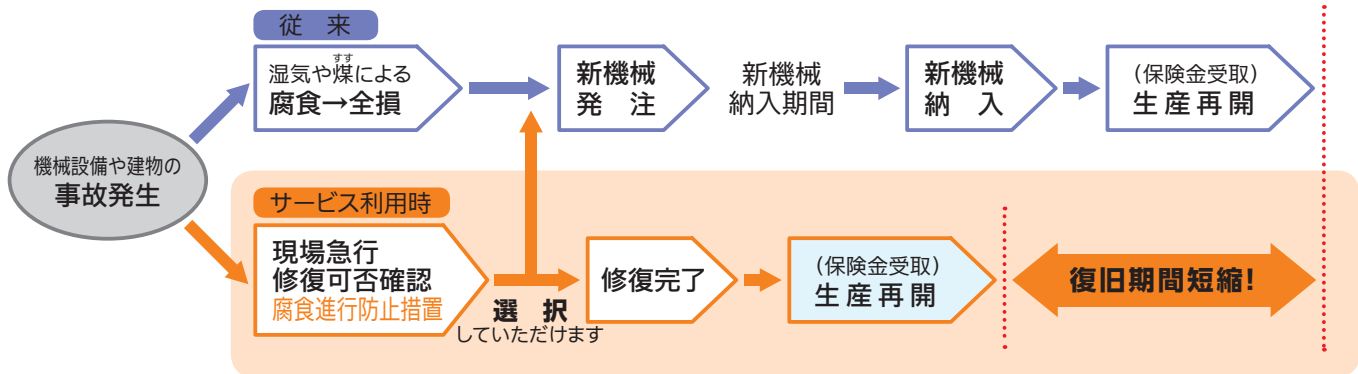 従　来
機械設備や建物の
事故発生
すす
湿気や煤による
腐食→全損
新機械
発　注
新機械
納入期間
新機械
納　入
(保険金受取)
生産再開
サービス利用時
現場急行
修復可否確認
腐食進行防止措置
選　択
していただけます
修復完了
(保険金受取)
生産再開
復旧期間短縮!